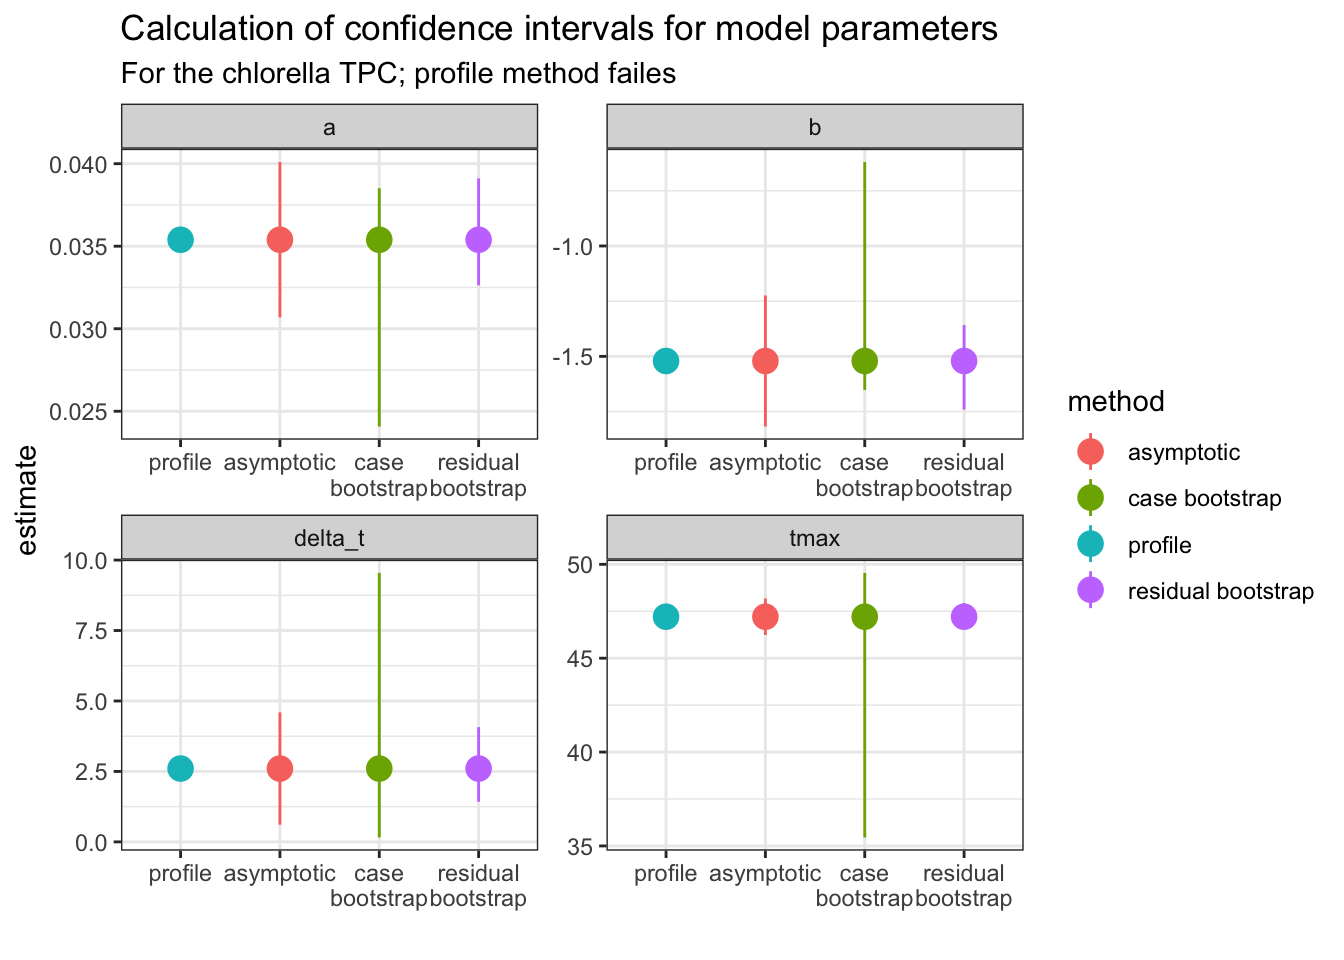 Calculation of confidence intervals for model parameters
For the chlorella TPC; profile method failes
estimate
a
0.040
0.035
0.030
0.025
profile asymptotic case bootstrap residual bootstrap
b
-1.0
-1.5
profile asymptotic case bootstrap residual bootstrap
delta_t
10.0
7.5
5.0
2.5
0.0
profile asymptotic case bootstrap residual bootstrap
tmax
50
45
40
35
profile asymptotic case bootstrap residual bootstrap
method
asymptotic
case bootstrap
profile
residual bootstrap